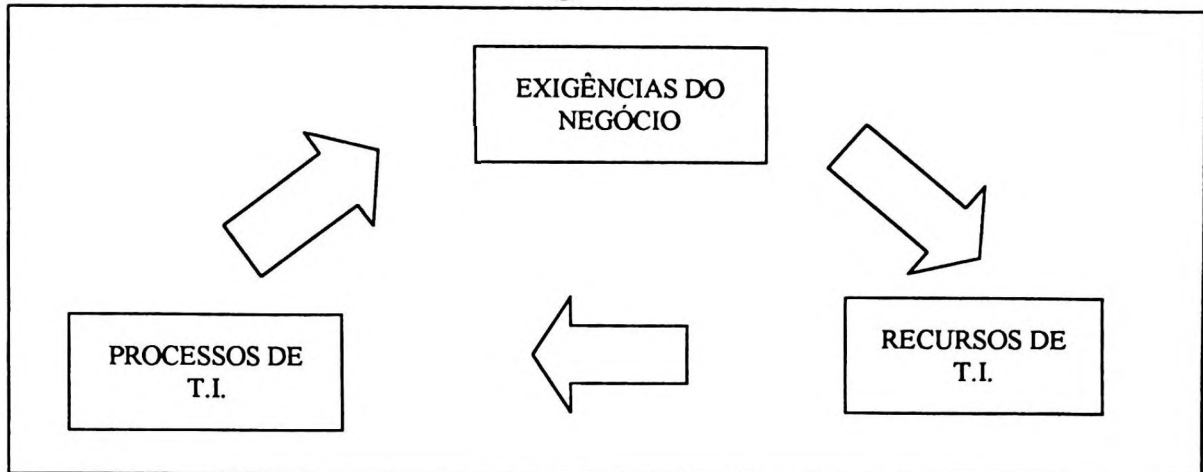 EXIGÊNCIAS DO
NEGÓCIO
PROCESSOS DE
T.I.
RECURSOS DE
T.I.